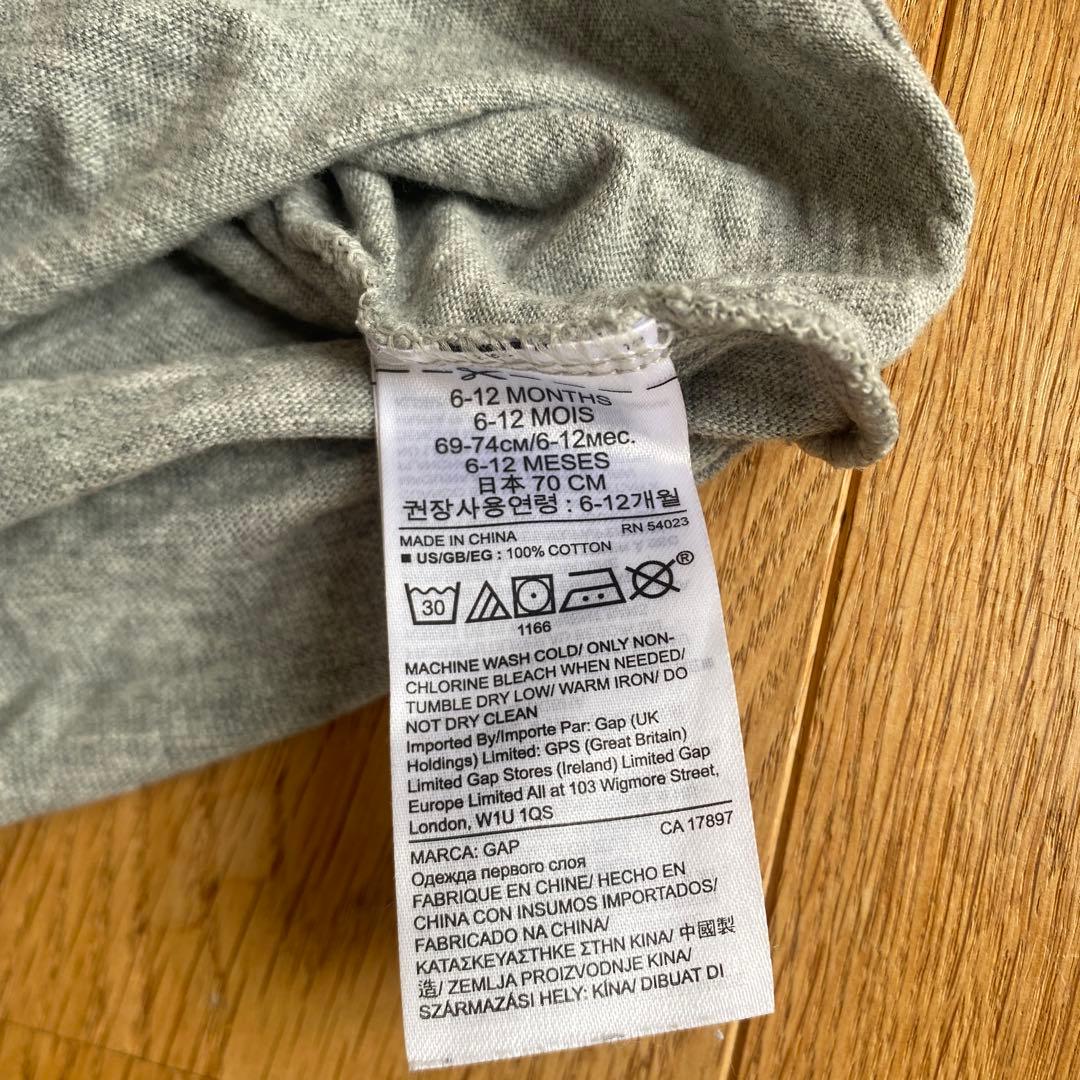 6-12 MONTHS
6-12 MOIS
69-74см/6-12мес.
6-12 MESES
日本 70 CM
권장사용연령 : 6-12개월
RN 54023
MADE IN CHINA
■ US/GB/EG : 100% COTTON
30
®
1166
MACHINE WASH COLD/ ONLY NON-
CHLORINE BLEACH WHEN NEEDED/
TUMBLE DRY LOW/ WARM IRON/ DO
NOT DRY CLEAN
Imported By/Importe Par: Gap (UK
Holdings) Limited: GPS (Great Britain)
Limited Gap Stores (Ireland) Limited Gap
Europe Limited All at 103 Wigmore Street,
London, W1U 1QS
CA 17897
MARCA: GAP
Одежда первого слоя
FABRIQUE EN CHINE/ HECHO EN
CHINA CON INSUMOS IMPORTADOS/
FABRICADO NA CHINA/
ΚΑΤΑΣΚΕΥΑΣΤΗΚΕ ΣΤΗΝ ΚΙΝΑ/ 中國製
造/ ZEMLJA PROIZVODNJE KINA/
SZÁRMAZÁSI HELY: KÍNA/ DIBUAT DI